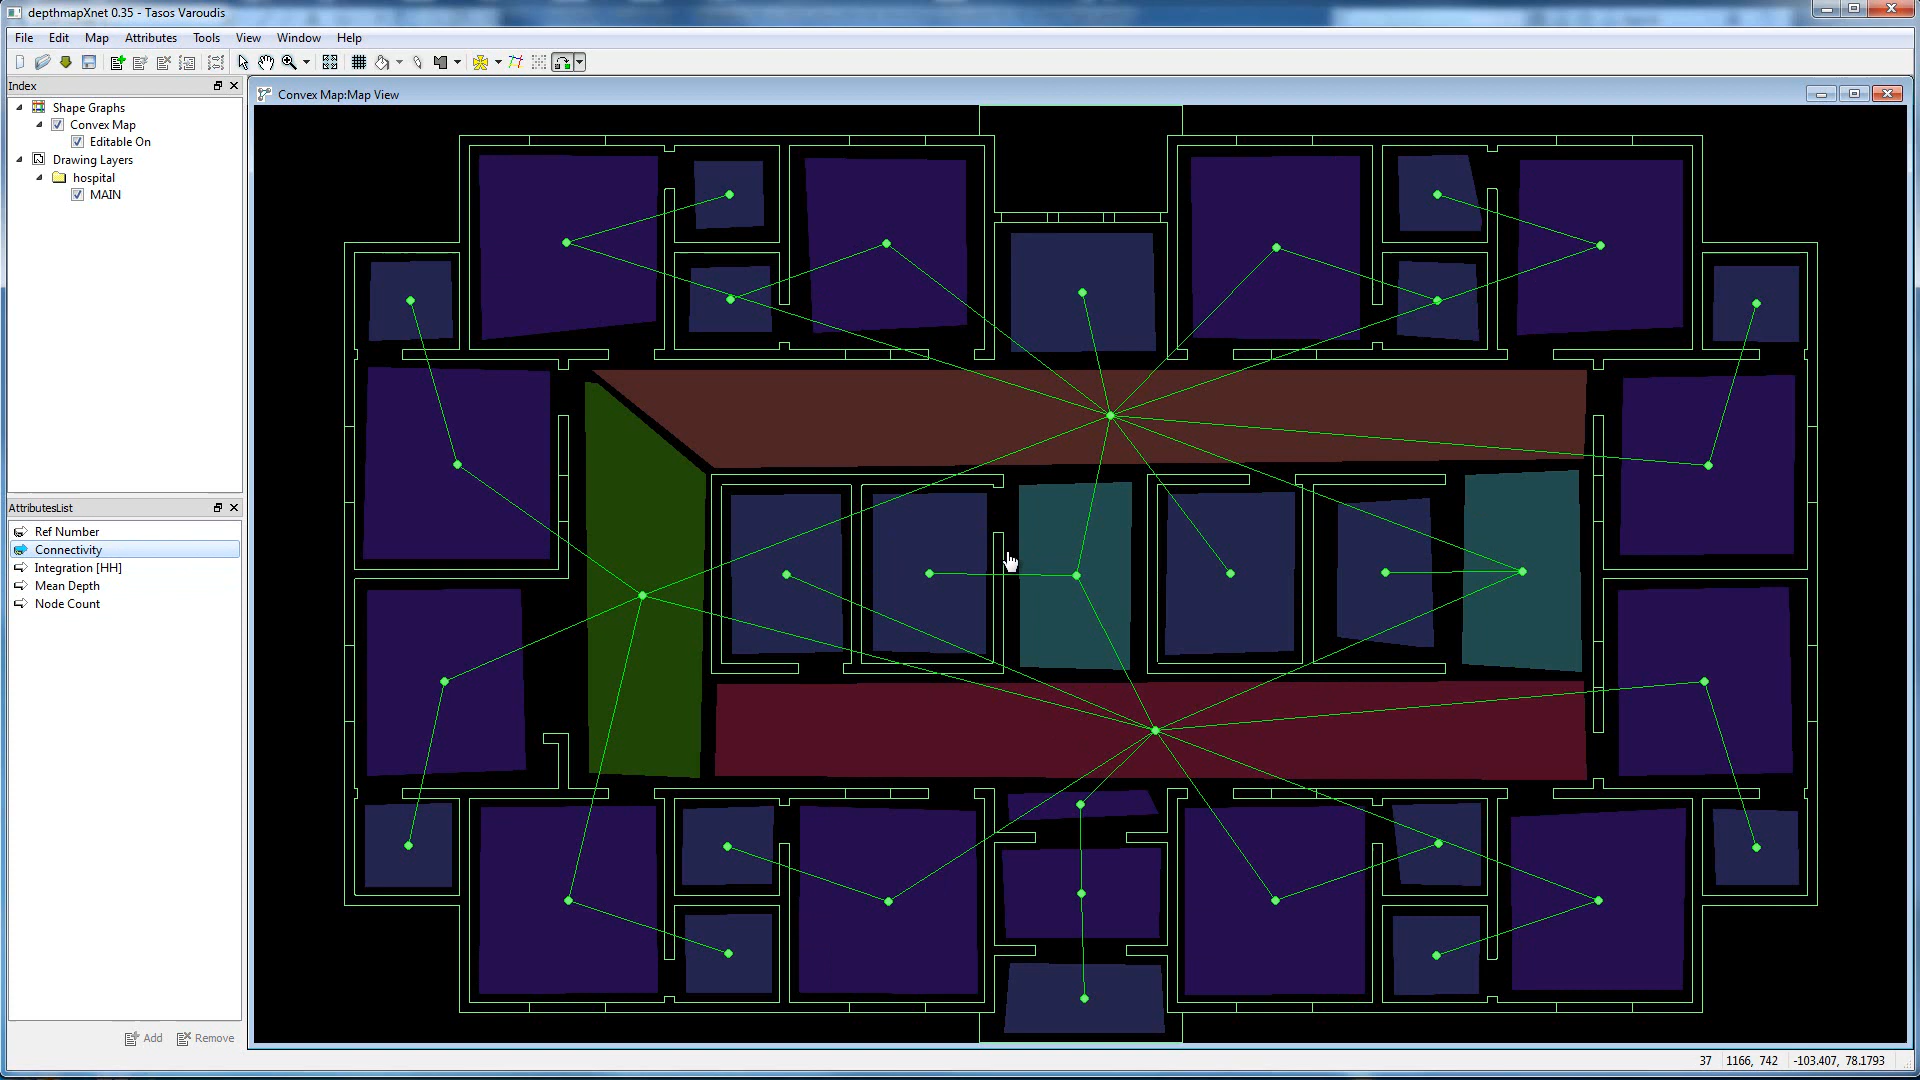 depthmapXnet 0.35 - Tasos Varoudis
File Edit Map Attributes Tools View Window Help
Index
Shape Graphs
Convex Map
Editable On
Drawing Layers
hospital
MAIN
AttributesList
Ref Number
Connectivity
Integration [HH]
Mean Depth
Node Count
Add Remove
Convex Map:Map View
37 1166, 742 -103.407, 78.1793